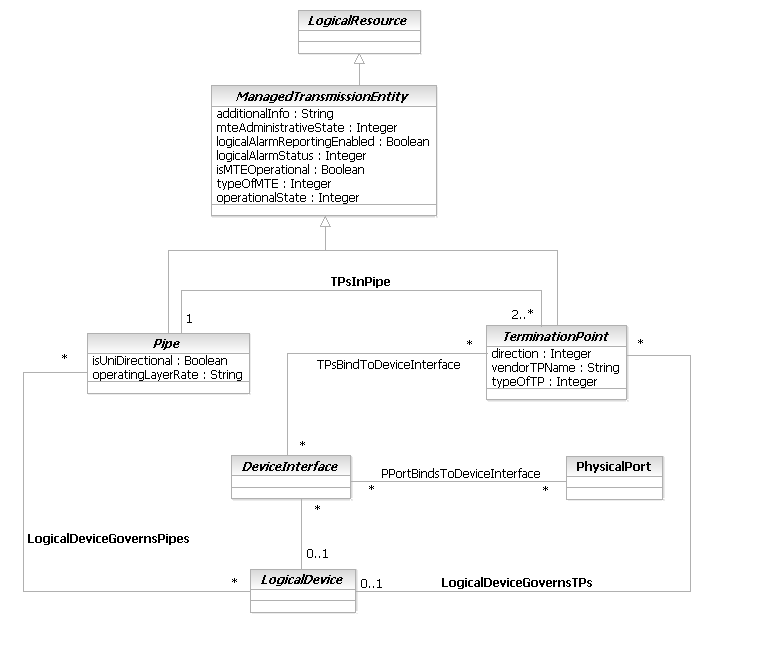 LogicalResource
ManagedTransmissionEntity
additionalInfo : String
mteAdministrativeState : Integer
logicalAlarmReportingEnabled : Boolean
logicalAlarmStatus : Integer
isMTEOperational : Boolean
typeOfMTE : Integer
operationalState : Integer
TPsInPipe
1
2..*
Pipe
isUniDirectional : Boolean
operatingLayerRate : String
*
TerminationPoint
direction : Integer
vendorTPName : String
typeOfTP : Integer
*
*
TPsBindToDeviceInterface
*
DeviceInterface
PPortBindsToDeviceInterface
*
*
PhysicalPort
*
LogicalDeviceGovernsPipes
0..1
*
LogicalDevice
0..1
LogicalDeviceGovernsTPs